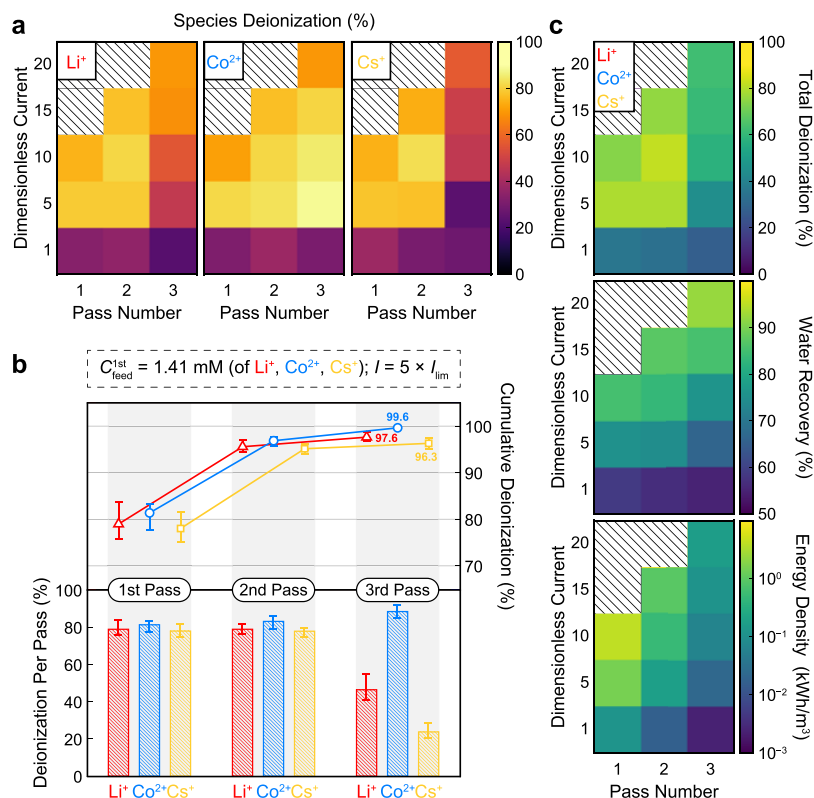 a
Species Deionization (%)
Dimensionless Current
20
15
10
5
1
Li⁺
Co²⁺
Cs⁺
100
80
60
40
20
0
1 2 3
1 2 3
1 2 3
Pass Number
Pass Number
Pass Number
b
C 1st feed = 1.41 mM (of Li⁺, Co²⁺, Cs⁺); I = 5 × I lim
Cumulative Deionization (%)
100
90
80
70
99.6
97.6
96.3
Deionization Per Pass (%)
100
80
60
40
20
0
1st Pass
2nd Pass
3rd Pass
Li⁺ Co²⁺ Cs⁺
Li⁺ Co²⁺ Cs⁺
Li⁺ Co²⁺ Cs⁺
c
Dimensionless Current
20
15
10
5
1
Li⁺
Co²⁺
Cs⁺
100
80
60
40
20
0
Total Deionization (%)
Dimensionless Current
20
15
10
5
1
90
80
70
60
50
Water Recovery (%)
Dimensionless Current
20
15
10
5
1
10⁰
10⁻¹
10⁻²
10⁻³
Energy Density (kWh/m³)
1 2 3
Pass Number